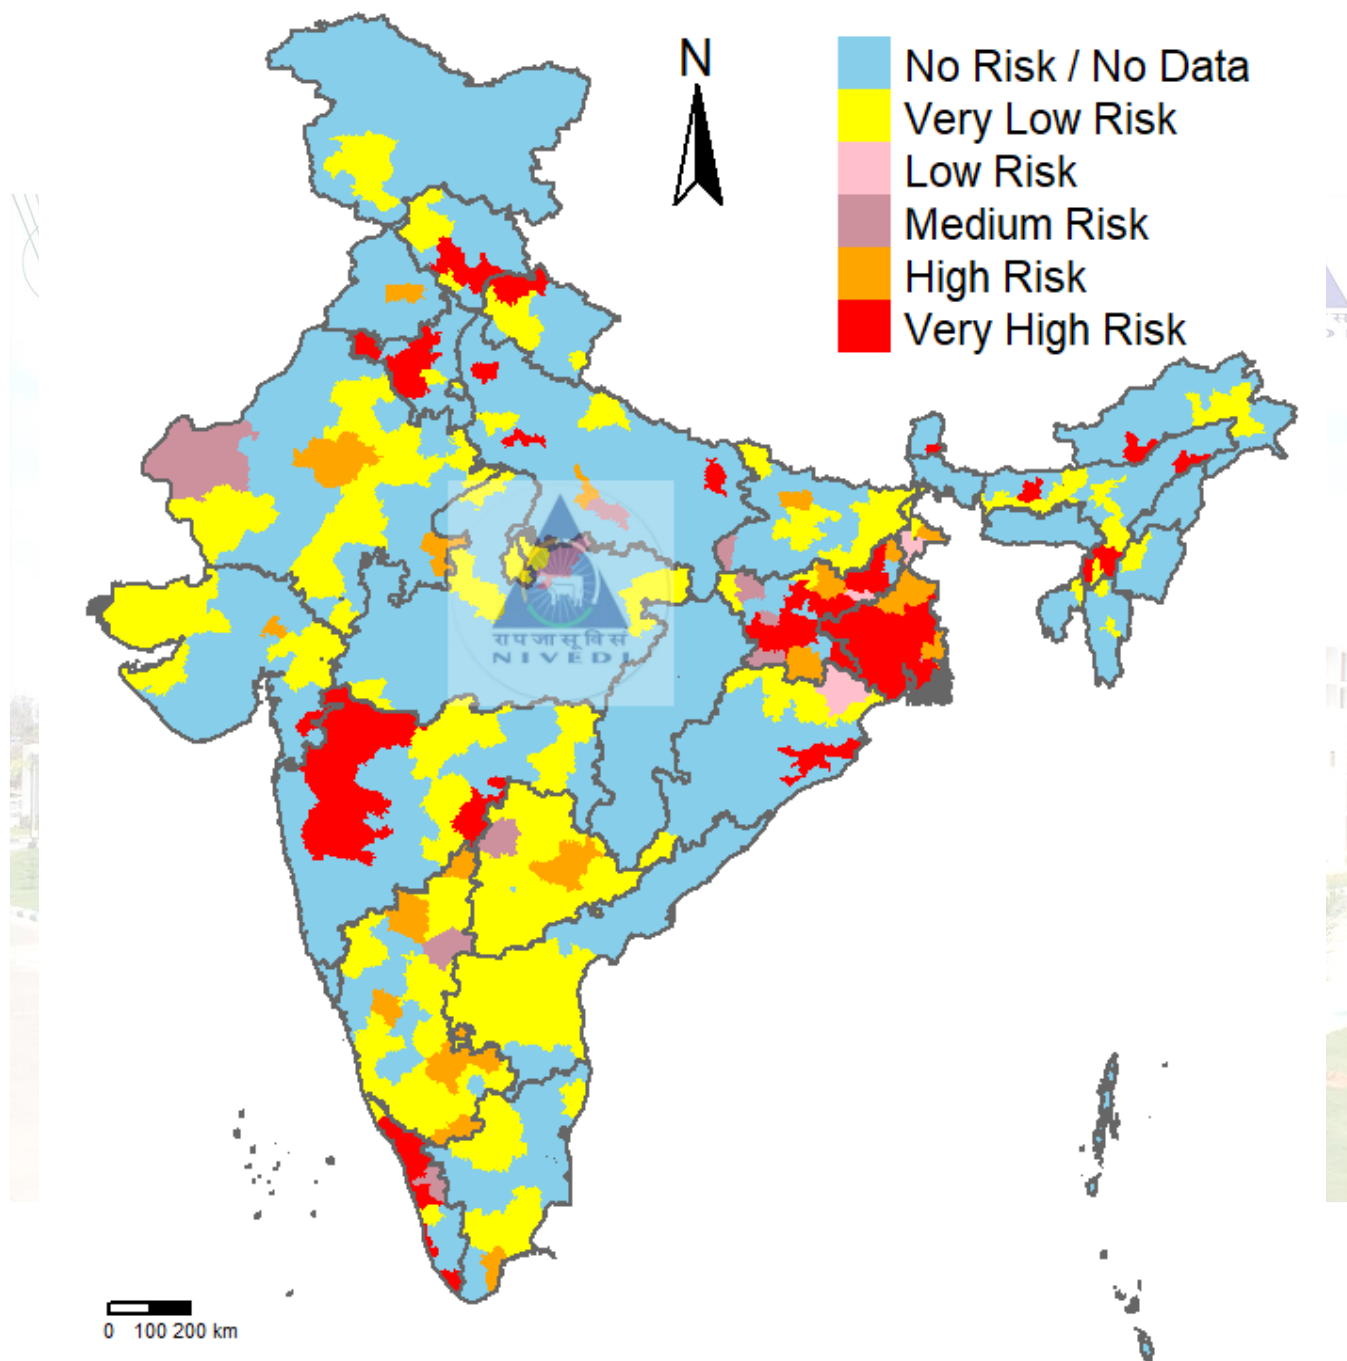 N
No Risk / No Data
Very Low Risk
Low Risk
Medium Risk
High Risk
Very High Risk
रा प जा सू वि सं
NIVEDI
0 100 200 km